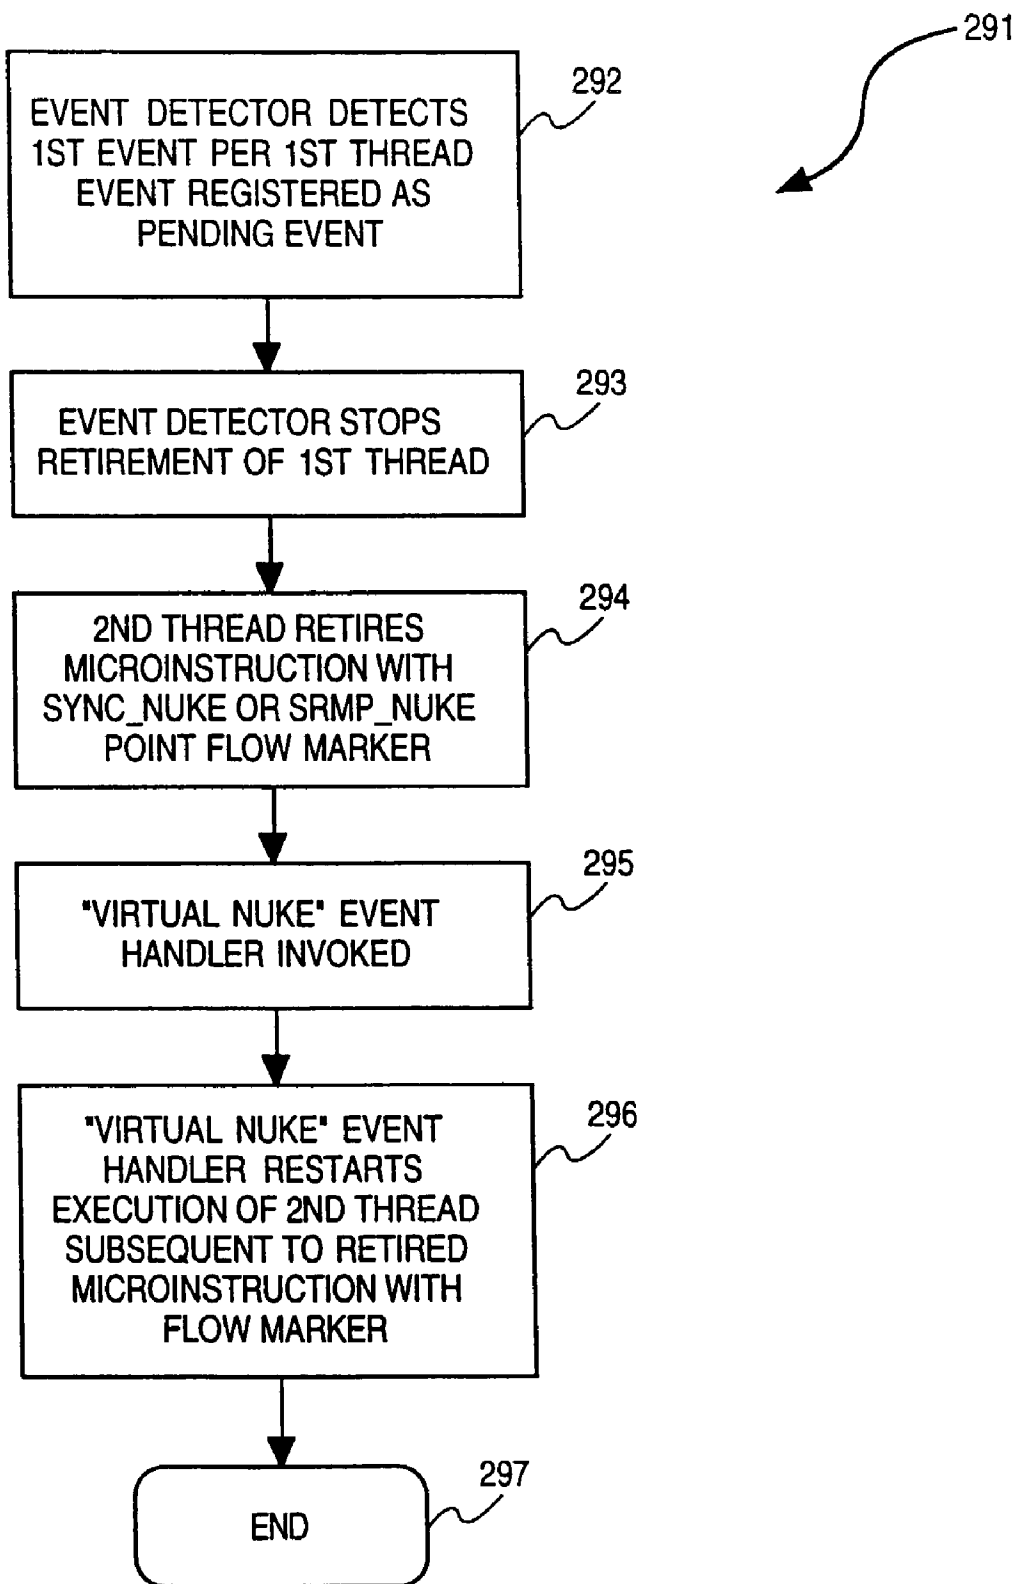 291
292
EVENT DETECTOR DETECTS
1ST EVENT PER 1ST THREAD
EVENT REGISTERED AS
PENDING EVENT
293
EVENT DETECTOR STOPS
RETIREMENT OF 1ST THREAD
294
2ND THREAD RETIRES
MICROINSTRUCTION WITH
SYNC_NUKE OR SRMP_NUKE
POINT FLOW MARKER
295
"VIRTUAL NUKE" EVENT
HANDLER INVOKED
296
"VIRTUAL NUKE" EVENT
HANDLER RESTARTS
EXECUTION OF 2ND THREAD
SUBSEQUENT TO RETIRED
MICROINSTRUCTION WITH
FLOW MARKER
297
END